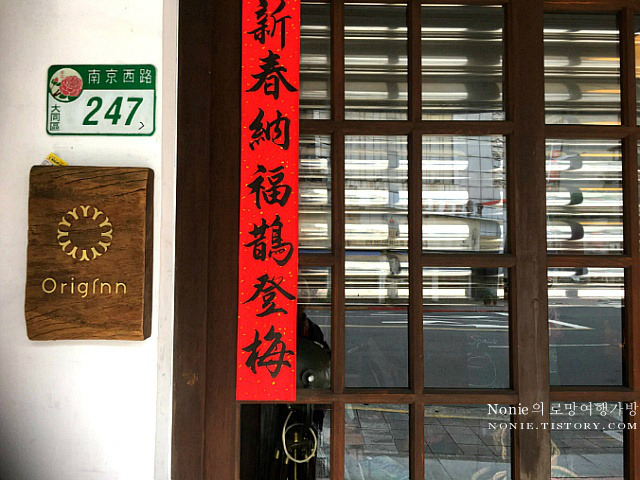 南京西路
大同區
247
OrigInn
新春納福鵲登梅
Nonie의 로망여행가방
NONIE.TISTORY.COM